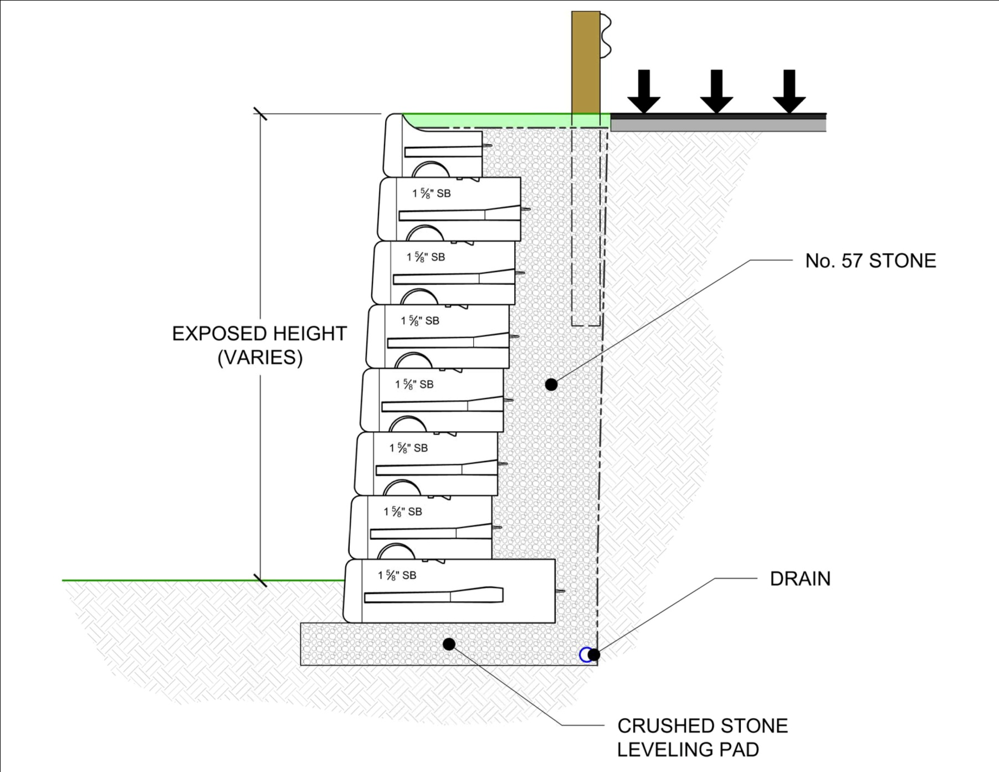 1 ⅝" SB
1 ⅝" SB
No. 57 STONE
1 ⅝" SB
EXPOSED HEIGHT
(VARIES)
1 ⅝" SB
1 ⅝" SB
1 ⅝" SB
1 ⅝" SB
DRAIN
CRUSHED STONE
LEVELING PAD